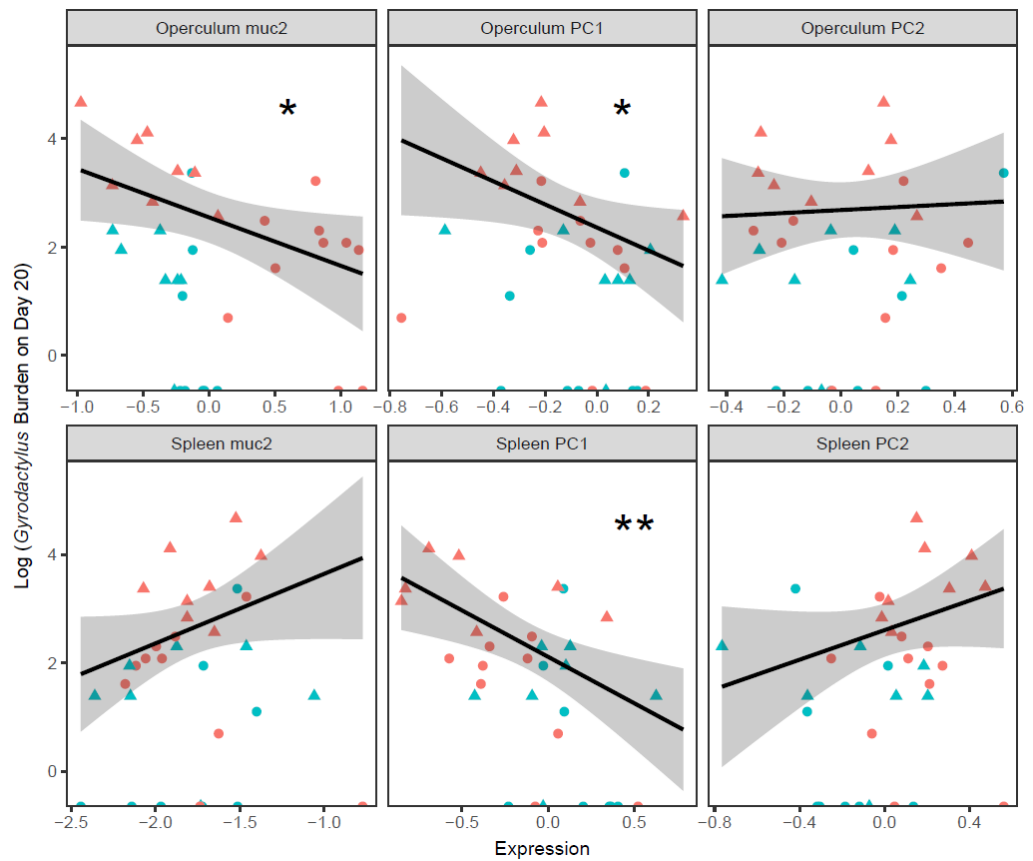 Operculum muc2
Operculum PC1
Operculum PC2
*
*
4
2
0
−1.0 −0.5 0.0 0.5 1.0
−0.8 −0.6 −0.4 −0.2 0.0 0.2
−0.4 −0.2 0.0 0.2 0.4 0.6
Spleen muc2
Spleen PC1
Spleen PC2
**
4
2
0
−2.5 −2.0 −1.5 −1.0
−0.5 0.0 0.5
−0.8 −0.4 0.0 0.4
Log (Gyrodactylus Burden on Day 20)
Expression